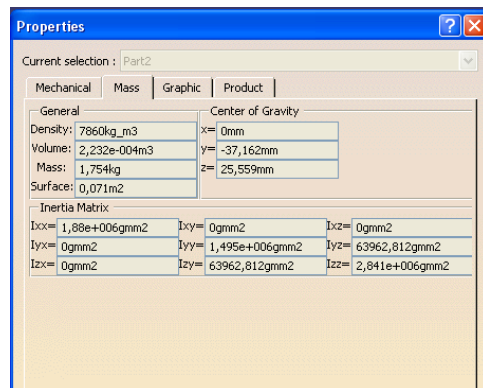 Properties
Current selection : Part2
Mechanical Mass Graphic Product
General Center of Gravity
Density: 7860kg_m3 x= 0mm
Volume: 2,232e-004m3 y= -37,162mm
Mass: 1,754kg z= 25,559mm
Surface: 0,071m2
Inertia Matrix
Ixx= 1,88e+006gmm2 Ixy= 0gmm2 Ixz= 0gmm2
Iyx= 0gmm2 Iyy= 1,495e+006gmm2 Iyz= 63962,812gmm2
Izx= 0gmm2 Izy= 63962,812gmm2 Izz= 2,841e+006gmm2